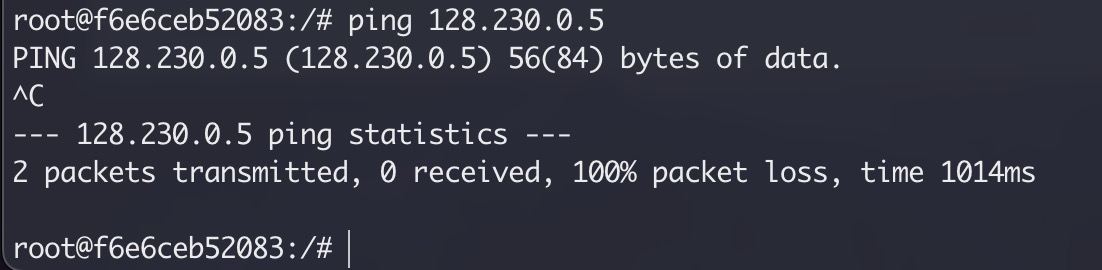 root@f6e6ceb52083:/# ping 128.230.0.5
PING 128.230.0.5 (128.230.0.5) 56(84) bytes of data.
^C
--- 128.230.0.5 ping statistics ---
2 packets transmitted, 0 received, 100% packet loss, time 1014ms
root@f6e6ceb52083:/#